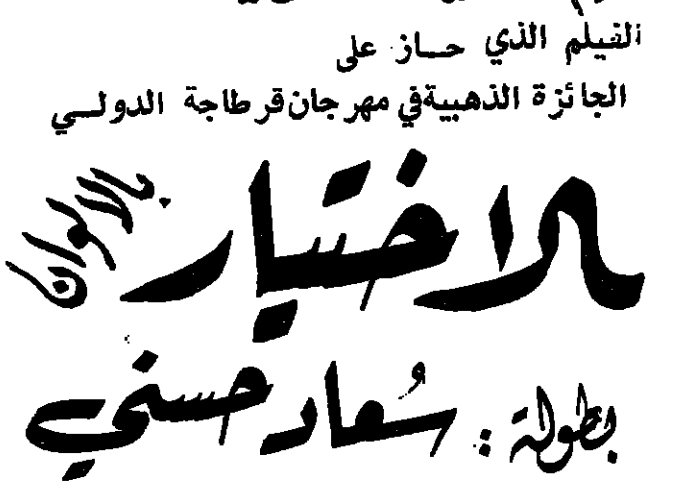 الفيلم الذي حاز على
الجائزة الذهبية في مهرجان قرطاجة الدولي
الاختيار بالالوان
بطولة: سعاد حسني